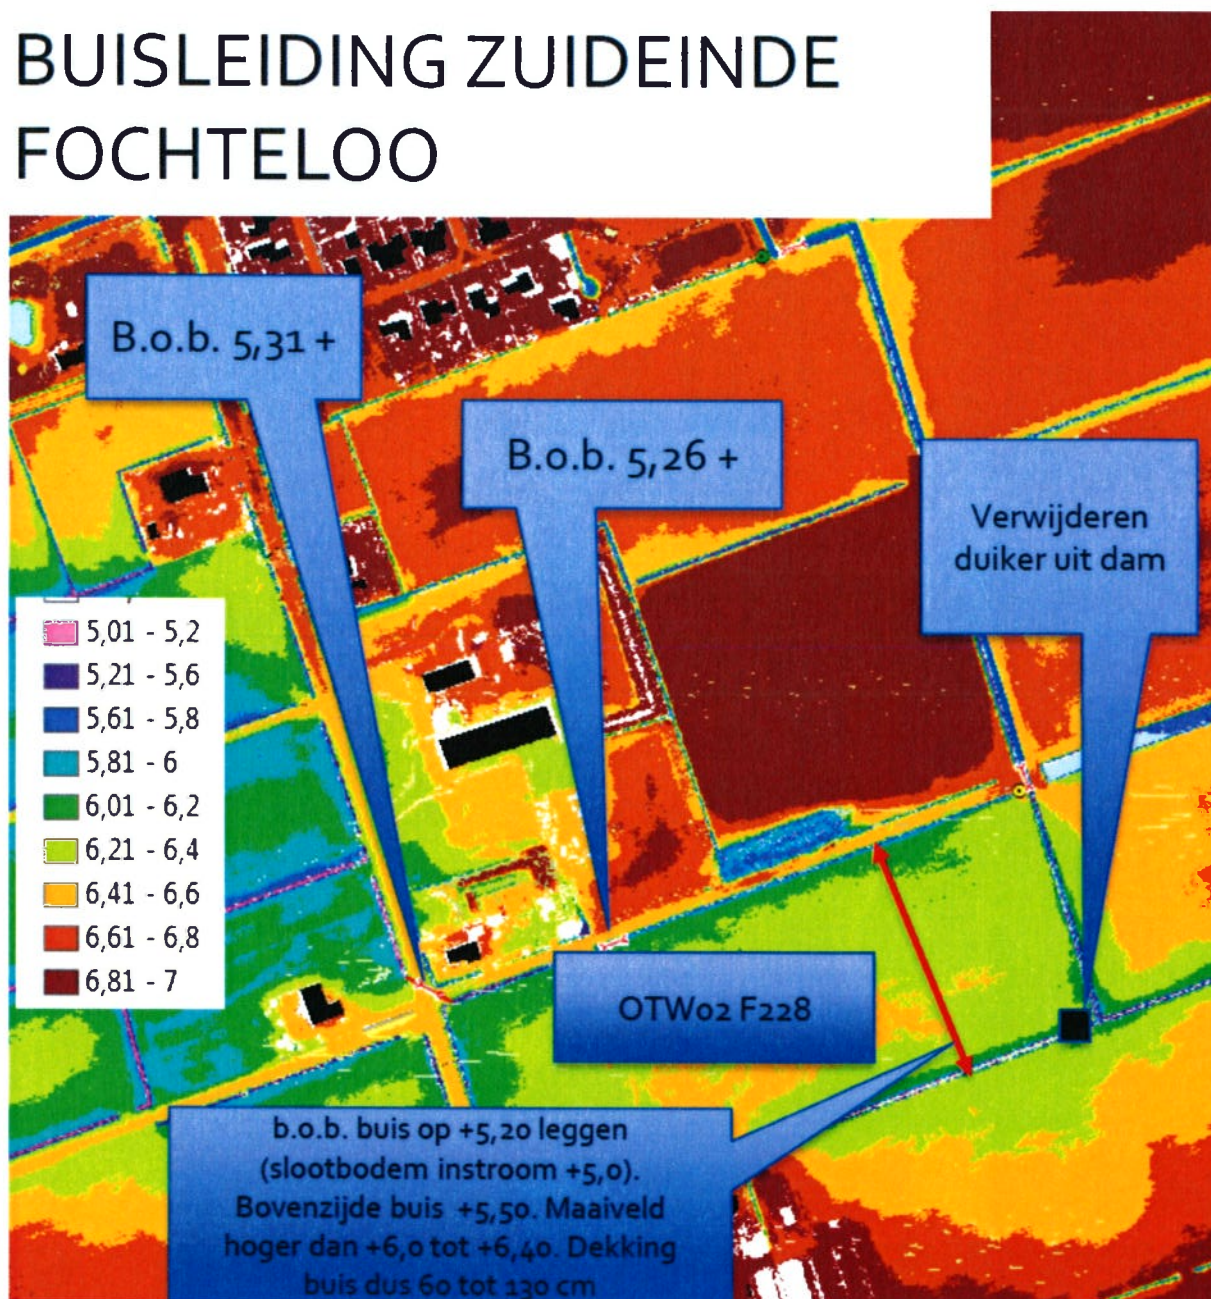 BUISLEIDING ZUIDEINDE
FOCHTELOO
B.o.b. 5,31 +
B.o.b. 5,26 +
Verwijderen
duiker uit dam
5,01 - 5,2
5,21 - 5,6
5,61 - 5,8
5,81 - 6
6,01 - 6,2
6,21 - 6,4
6,41 - 6,6
6,61 - 6,8
6,81 - 7
OTW02 F228
b.o.b. buis op +5,20 leggen
(slootbodem instroom +5,0).
Bovenzijde buis +5,50. Maaiveld
hoger dan +6,0 tot +6,40. Dekking
buis dus 60 tot 130 cm